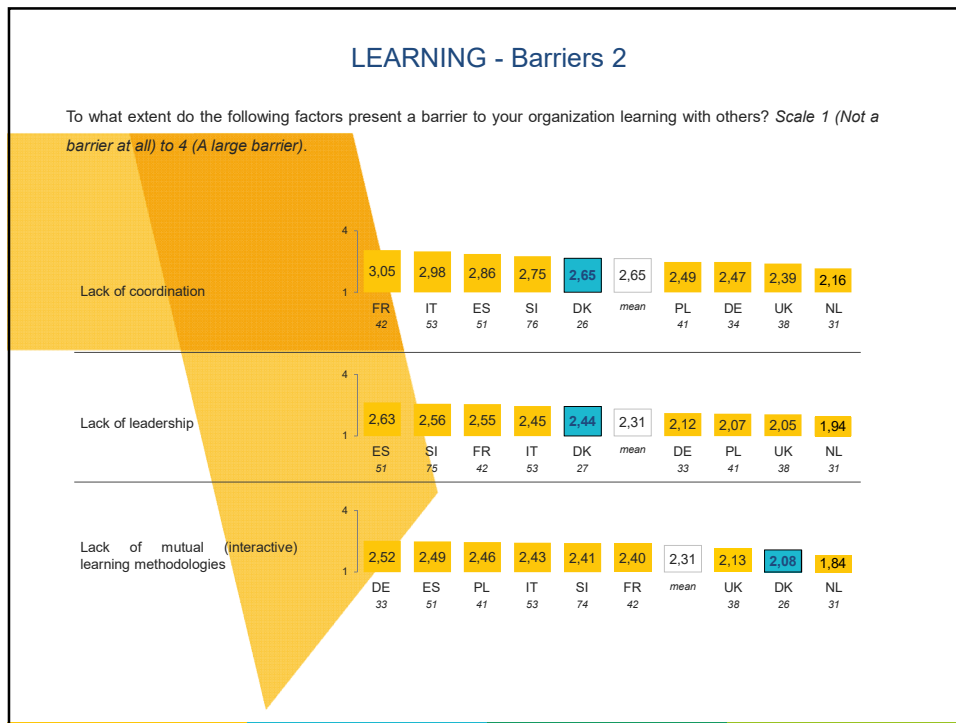 LEARNING - Barriers 2
To what extent do the following factors present a barrier to your organization learning with others? Scale 1 (Not a
barrier at all) to 4 (A large barrier).
4
3,05 2,98 2,86 2,75 2,65 2,65 2,49 2,47 2,39 2,16
Lack of coordination
1
FR IT ES SI DK mean PL DE UK NL
42 53 51 76 26 41 34 38 31
4
2,63 2,56 2,55 2,45 2,44 2,31 2,12 2,07 2,05 1,94
Lack of leadership
1
ES SI FR IT DK mean DE PL UK NL
51 75 42 53 27 33 41 38 31
4
Lack of mutual (interactive)
learning methodologies
2,52 2,49 2,46 2,43 2,41 2,40 2,31 2,13 2,08 1,84
1
DE ES PL IT SI FR mean UK DK NL
33 51 41 53 74 42 38 26 31